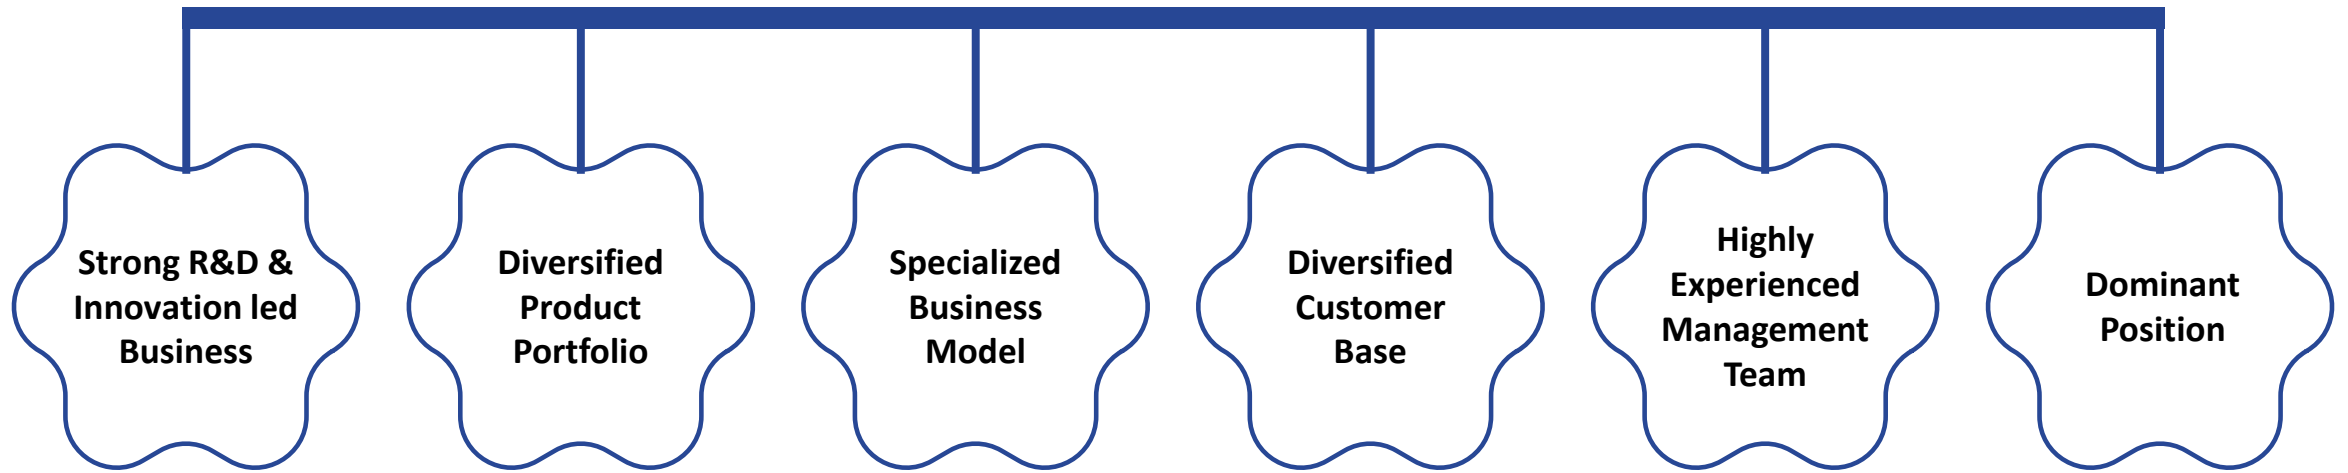 Strong R&D &
Innovation led
Business
Diversified
Product
Portfolio
Specialized
Business
Model
Diversified
Customer
Base
Highly
Experienced
Management
Team
Dominant
Position